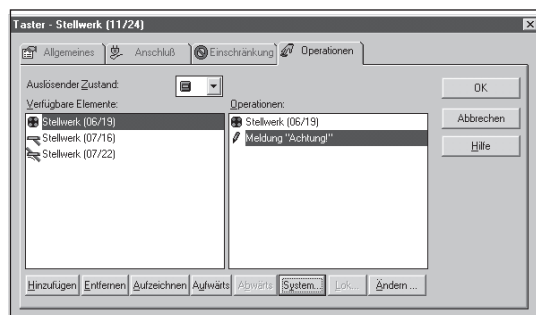 Taster - Stellwerk (11/24)
Allgemeines Anschluß Einschränkung Operationen
Auslösender Zustand:
Verfügbare Elemente:
Stellwerk (06/19)
Stellwerk (07/16)
Stellwerk (07/22)
Operationen:
Stellwerk (06/19)
Meldung "Achtung!"
OK
Abbrechen
Hilfe
Hinzufügen Entfernen Aufzeichnen Aufwärts Abwärts System... Lok... Ändern ...